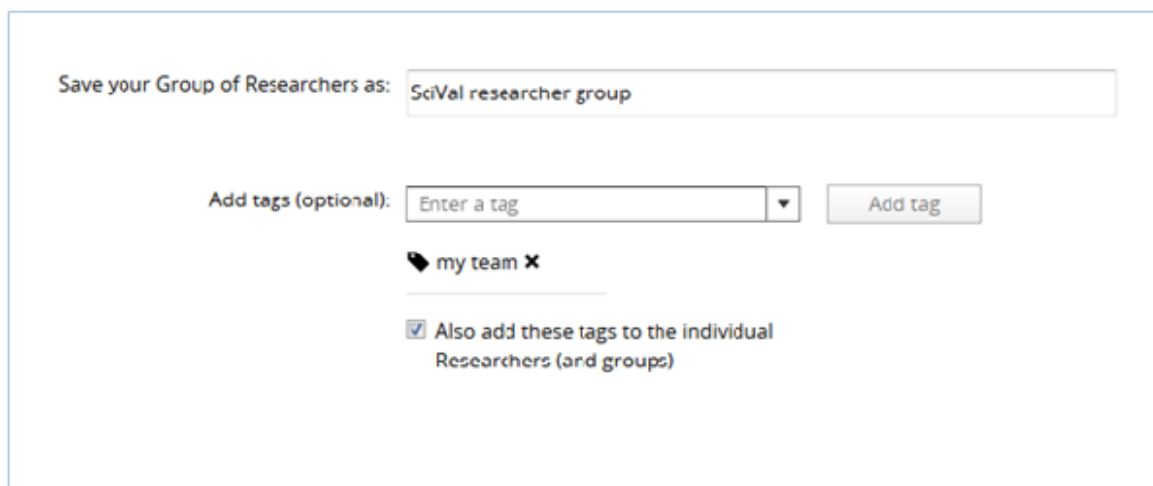 Save your Group of Researchers as: SciVal researcher group
Add tags (optional): Enter a tag Add tag
my team
Also add these tags to the individual
Researchers (and groups)